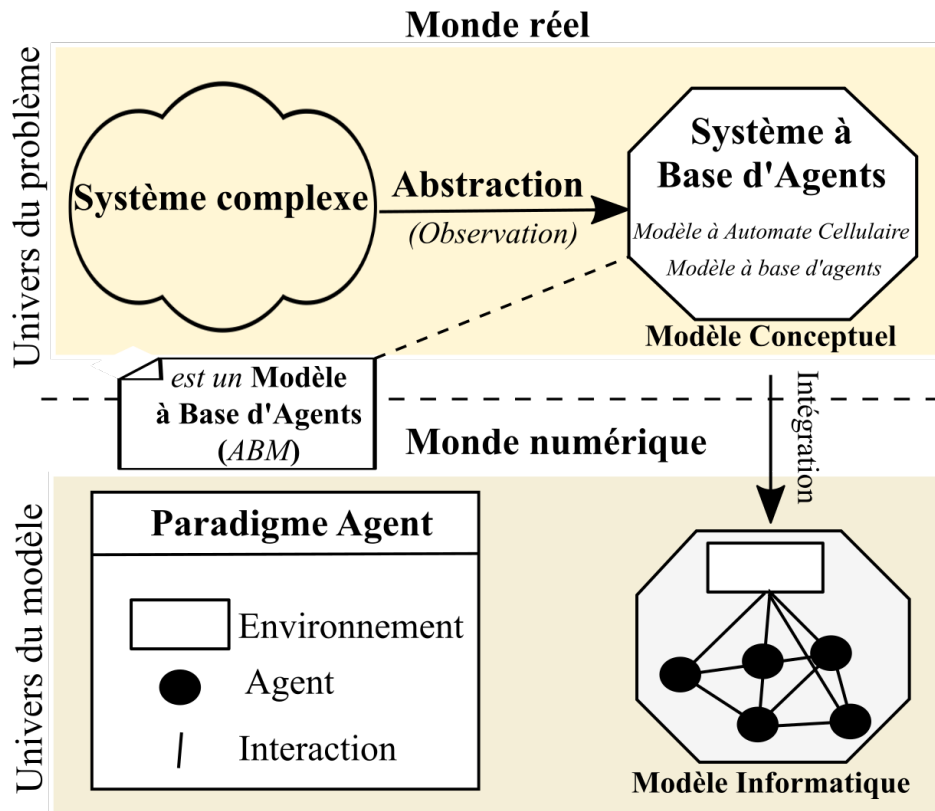 Monde réel
Univers du problème
Système complexe
Abstraction
(Observation)
Système à
Base d'Agents
Modèle à Automate Cellulaire
Modèle à base d'agents
Modèle Conceptuel
est un Modèle
à Base d'Agents
(ABM)
Intégration
Monde numérique
Univers du modèle
Paradigme Agent
Environnement
Agent
Interaction
Modèle Informatique